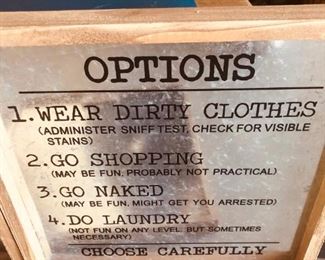 OPTIONS
1. WEAR DIRTY CLOTHES
(ADMINISTER SNIFF TEST, CHECK FOR VISIBLE
STAINS)
2. GO SHOPPING
(MAY BE FUN, PROBABLY NOT PRACTICAL)
3. GO NAKED
(MAY BE FUN, MIGHT GET YOU ARRESTED)
4. DO LAUNDRY
(NOT FUN ON ANY LEVEL, BUT SOMETIMES
NECESSARY)
CHOOSE CAREFULLY